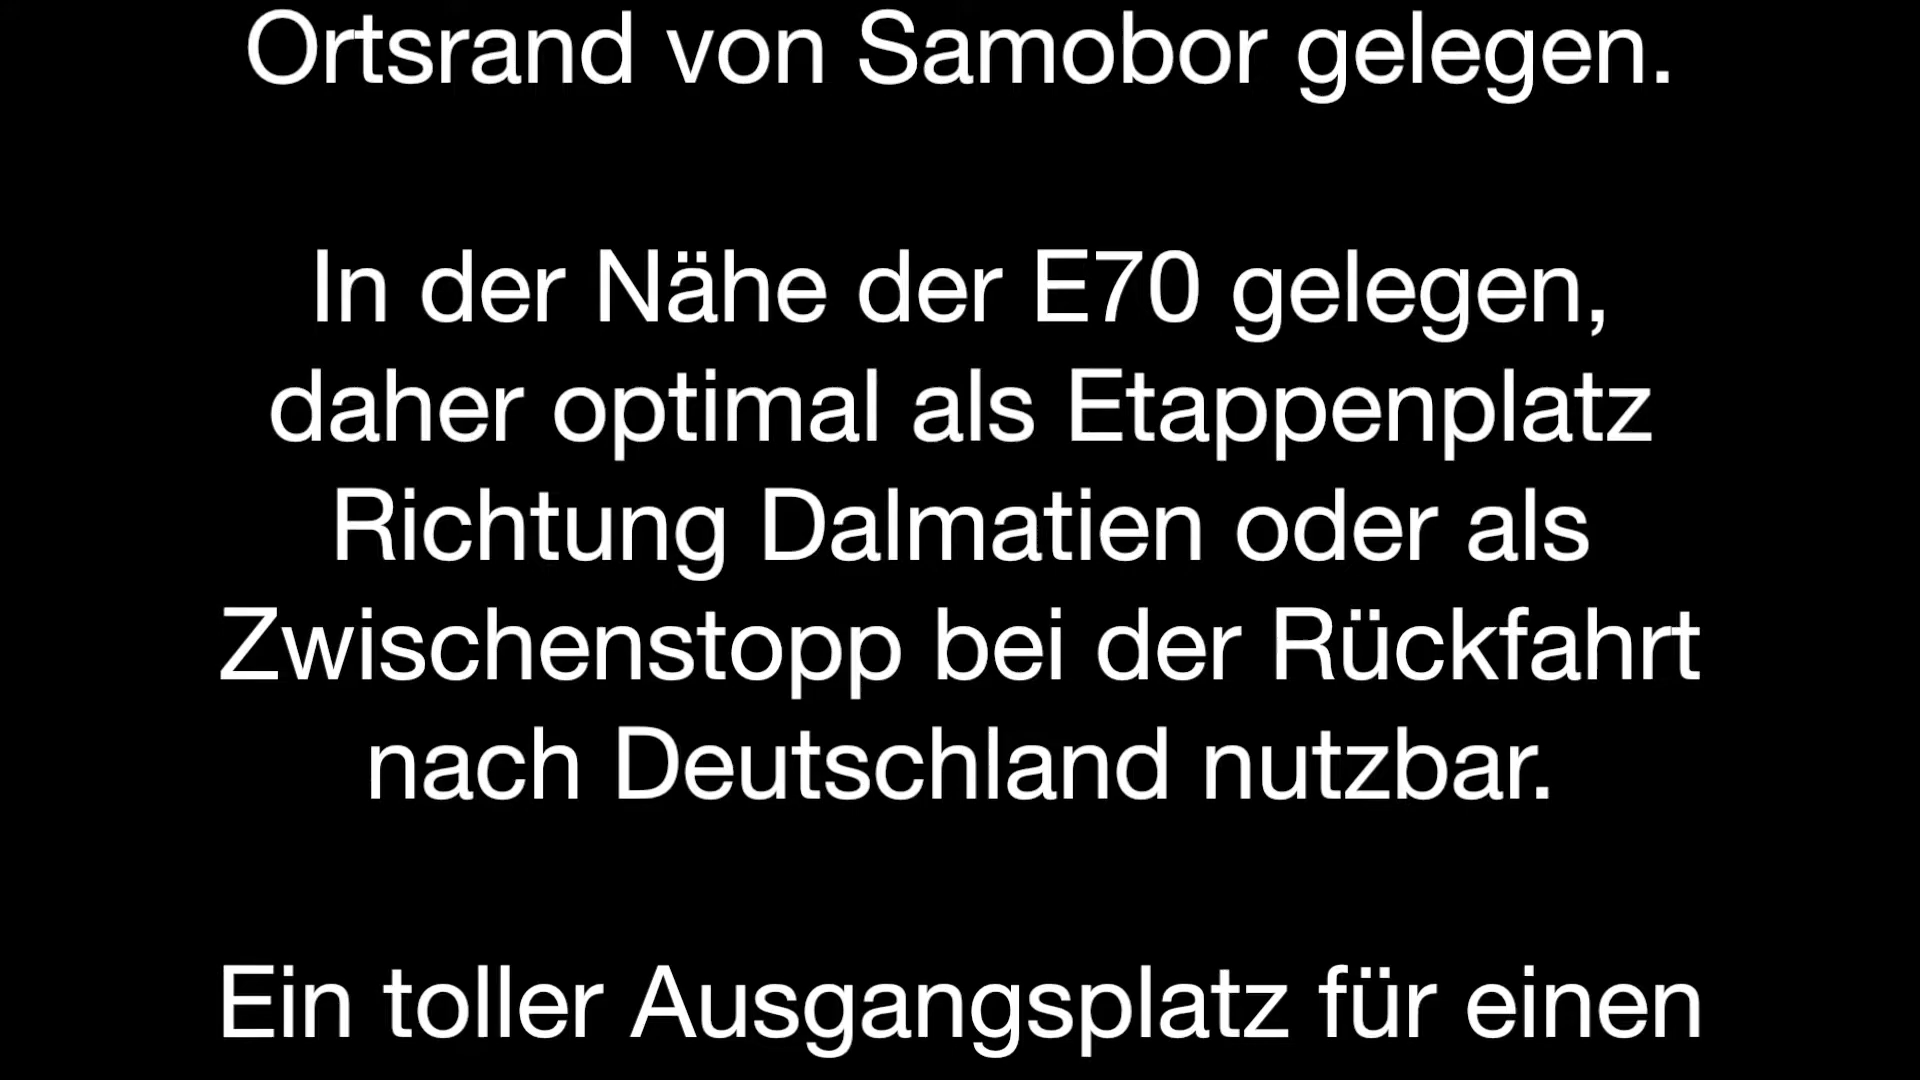 Ortsrand von Samobor gelegen.
In der Nähe der E70 gelegen,
daher optimal als Etappenplatz
Richtung Dalmatien oder als
Zwischenstopp bei der Rückfahrt
nach Deutschland nutzbar.
Ein toller Ausgangsplatz für einen